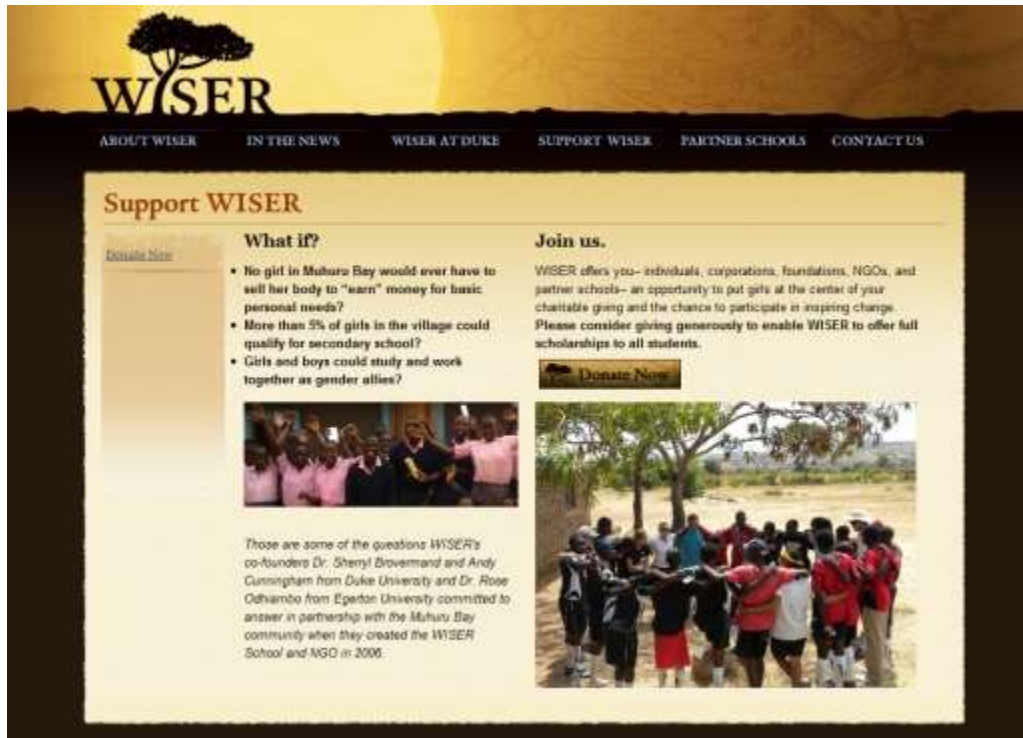 WISER
ABOUT WISER
IN THE NEWS
WISER AT DUKE
SUPPORT WISER
PARTNER SCHOOLS
CONTACT US
Support WISER
Donate Now
What if?
No girl in Muhuru Bay would ever have to
sell her body to "earn" money for basic
personal needs?
More than 5% of girls in the village could
qualify for secondary school?
Girls and boys could study and work
together as gender allies?
Those are some of the questions WISER's
co-founders Dr. Sherryl Brovermand and Andy
Cunningham from Duke University and Dr. Rose
Odhiambo from Egerton University committed to
answer in partnership with the Muhuru Bay
community when they created the WISER
School and NGO in 2006.
Join us.
WISER offers you– individuals, corporations, foundations, NGOs, and
partner schools– an opportunity to put girls at the center of your
charitable giving and the chance to participate in inspiring change.
Please consider giving generously to enable WISER to offer full
scholarships to all students.
Donate Now